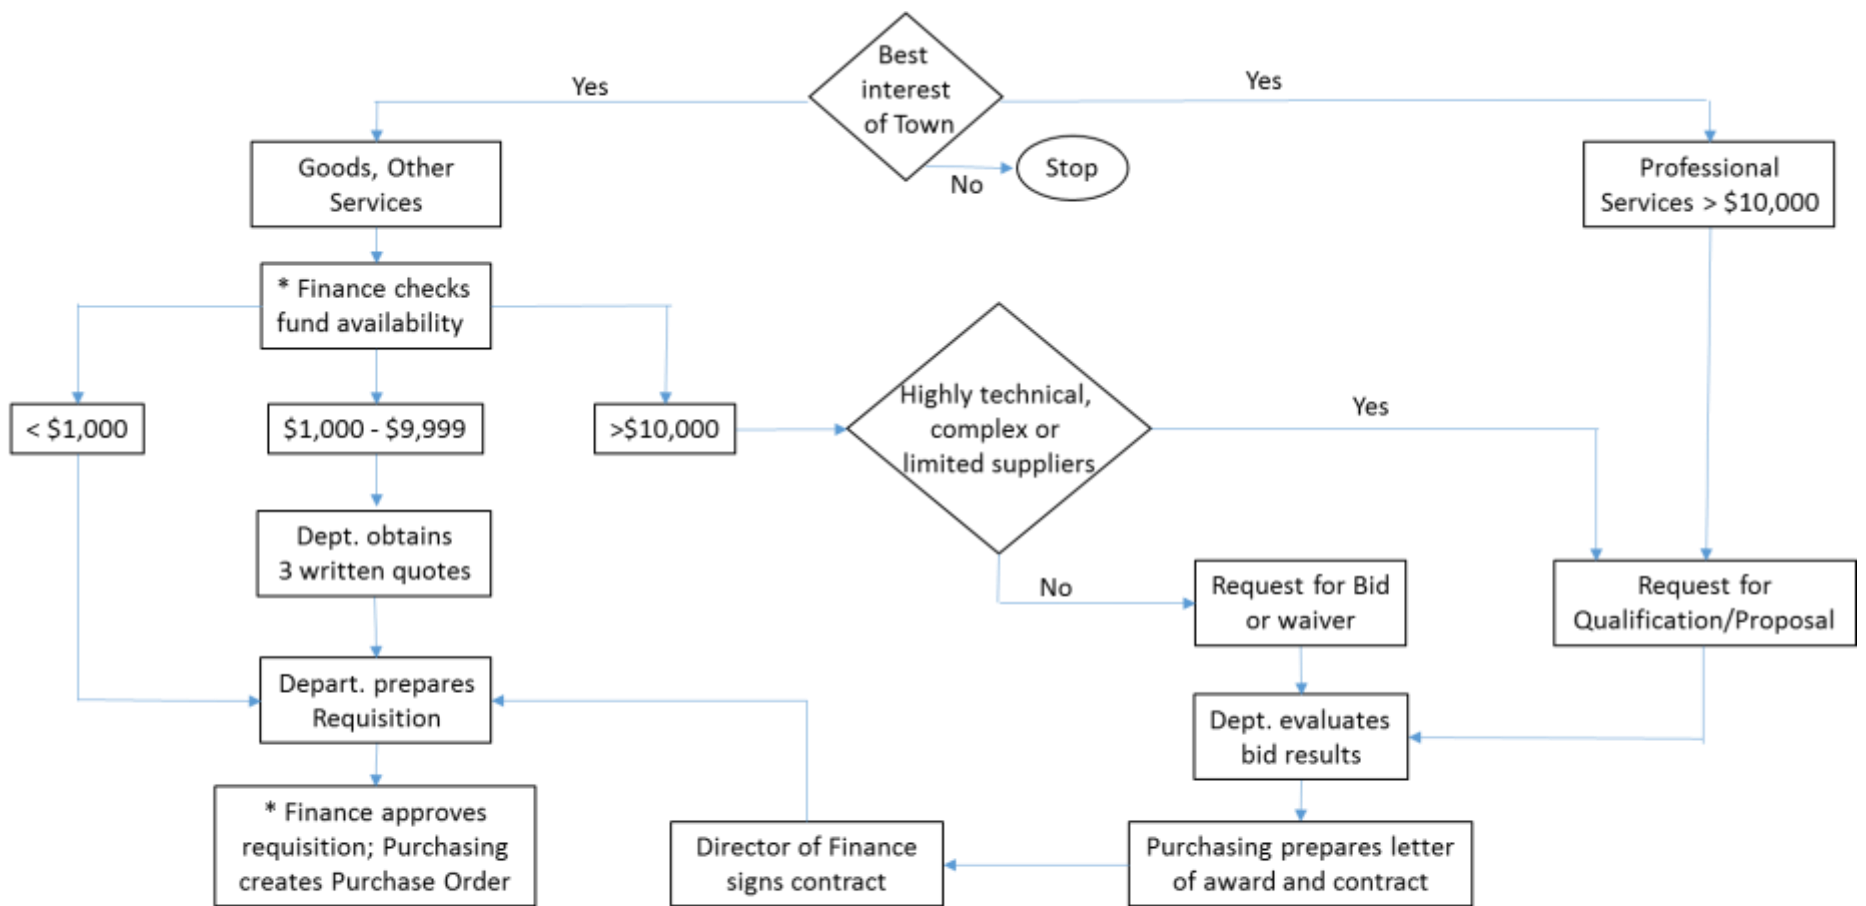 Best
interest
of Town
Yes
Yes
No
Stop
Goods, Other
Services
Professional
Services > $10,000
* Finance checks
fund availability
< $1,000
$1,000 - $9,999
>$10,000
Highly technical,
complex or
limited suppliers
Yes
No
Dept. obtains
3 written quotes
Request for Bid
or waiver
Request for
Qualification/Proposal
Depart. prepares
Requisition
Dept. evaluates
bid results
* Finance approves
requisition; Purchasing
creates Purchase Order
Director of Finance
signs contract
Purchasing prepares letter
of award and contract